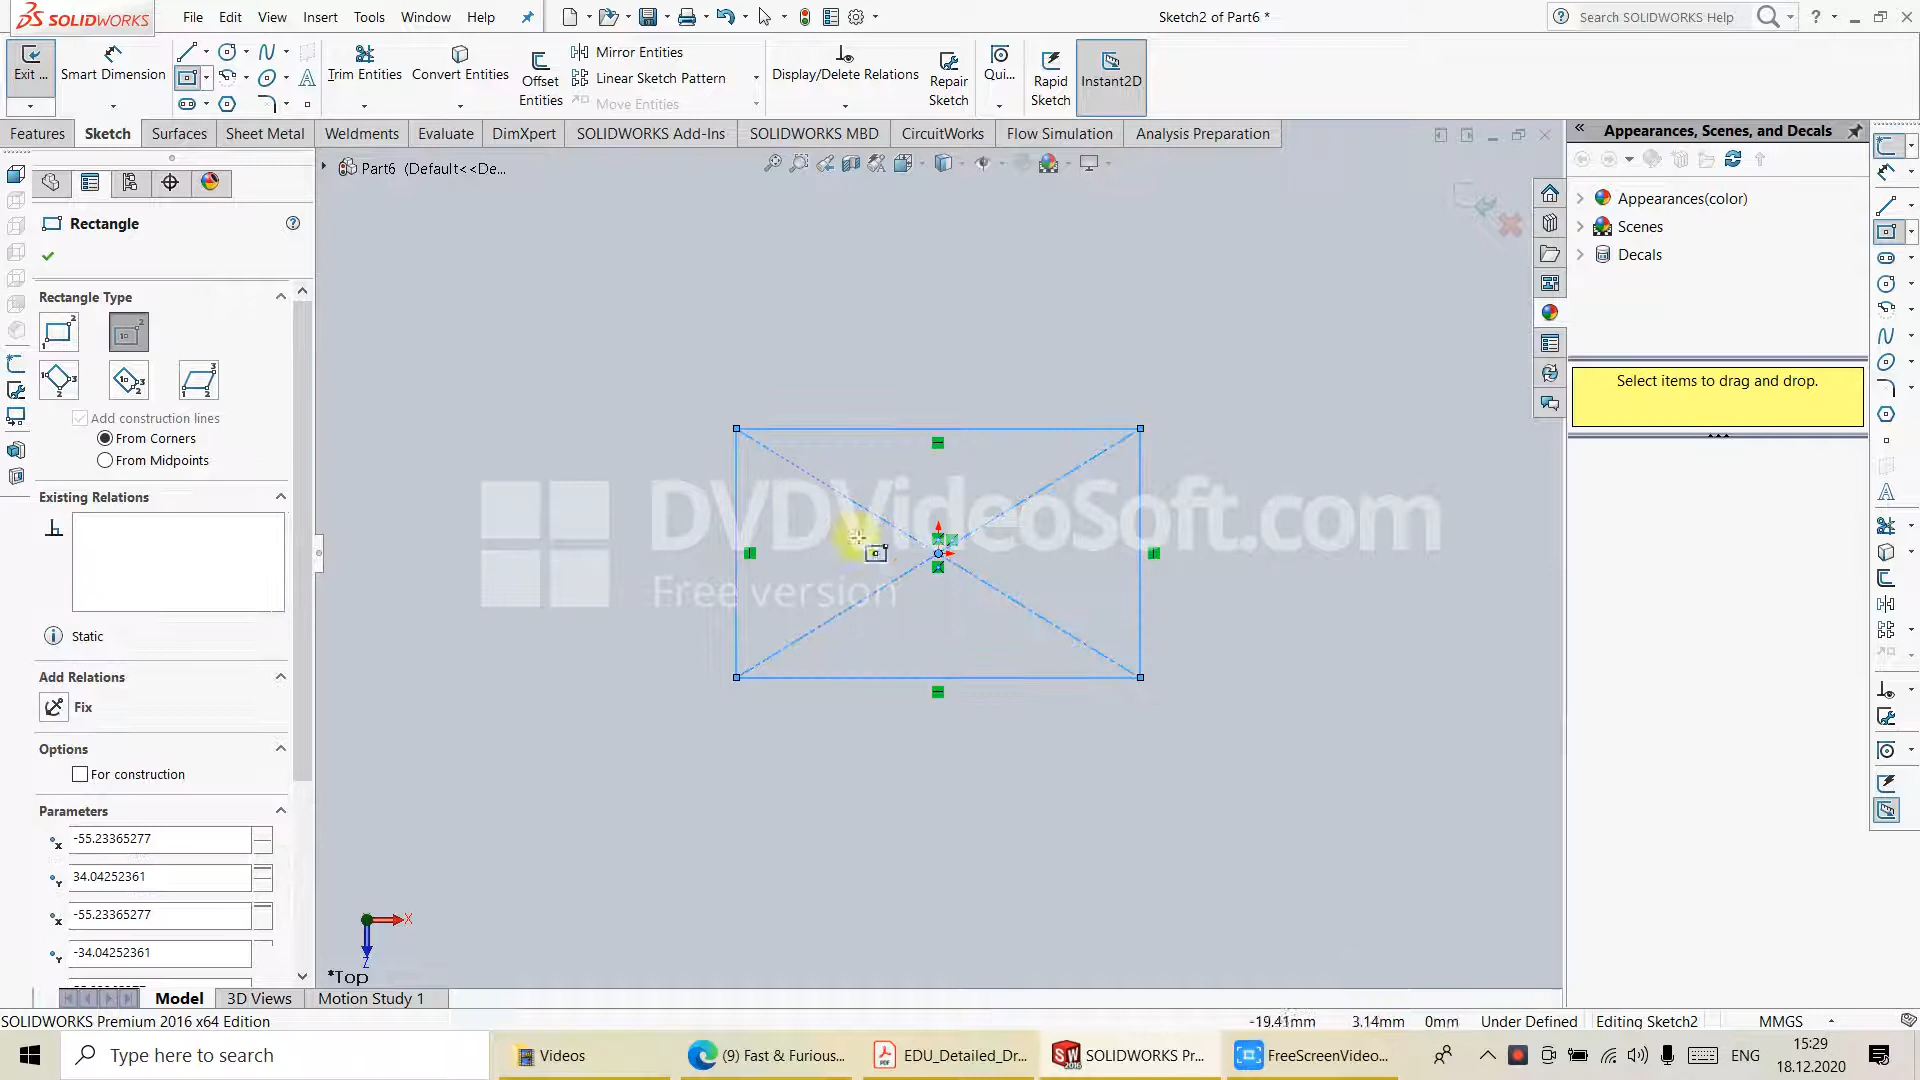 SOLIDWORKS
File Edit View Insert Tools Window Help
Sketch2 of Part6 *
Search SOLIDWORKS Help
Exit ...
Smart Dimension
Trim Entities
Convert Entities
Offset Entities
Mirror Entities
Linear Sketch Pattern
Move Entities
Display/Delete Relations
Repair Sketch
Qui...
Rapid Sketch
Instant2D
Features Sketch Surfaces Sheet Metal Weldments Evaluate DimXpert SOLIDWORKS Add-Ins SOLIDWORKS MBD CircuitWorks Flow Simulation Analysis Preparation
Part6 (Default<<De...
Rectangle
Rectangle Type
Add construction lines
From Corners
From Midpoints
Existing Relations
Static
Add Relations
Fix
Options
For construction
Parameters
-55.23365277
34.04252361
-55.23365277
-34.04252361
DVDVideoSoft.com
Free version
X
Z
*Top
Appearances, Scenes, and Decals
Appearances(color)
Scenes
Decals
Select items to drag and drop.
Model 3D Views Motion Study 1
SOLIDWORKS Premium 2016 x64 Edition
-19.41mm 3.14mm 0mm Under Defined Editing Sketch2 MMGS
Type here to search
Videos
(9) Fast & Furious...
EDU_Detailed_Dr...
SOLIDWORKS Pr...
FreeScreenVideo...
ENG
15:29
18.12.2020